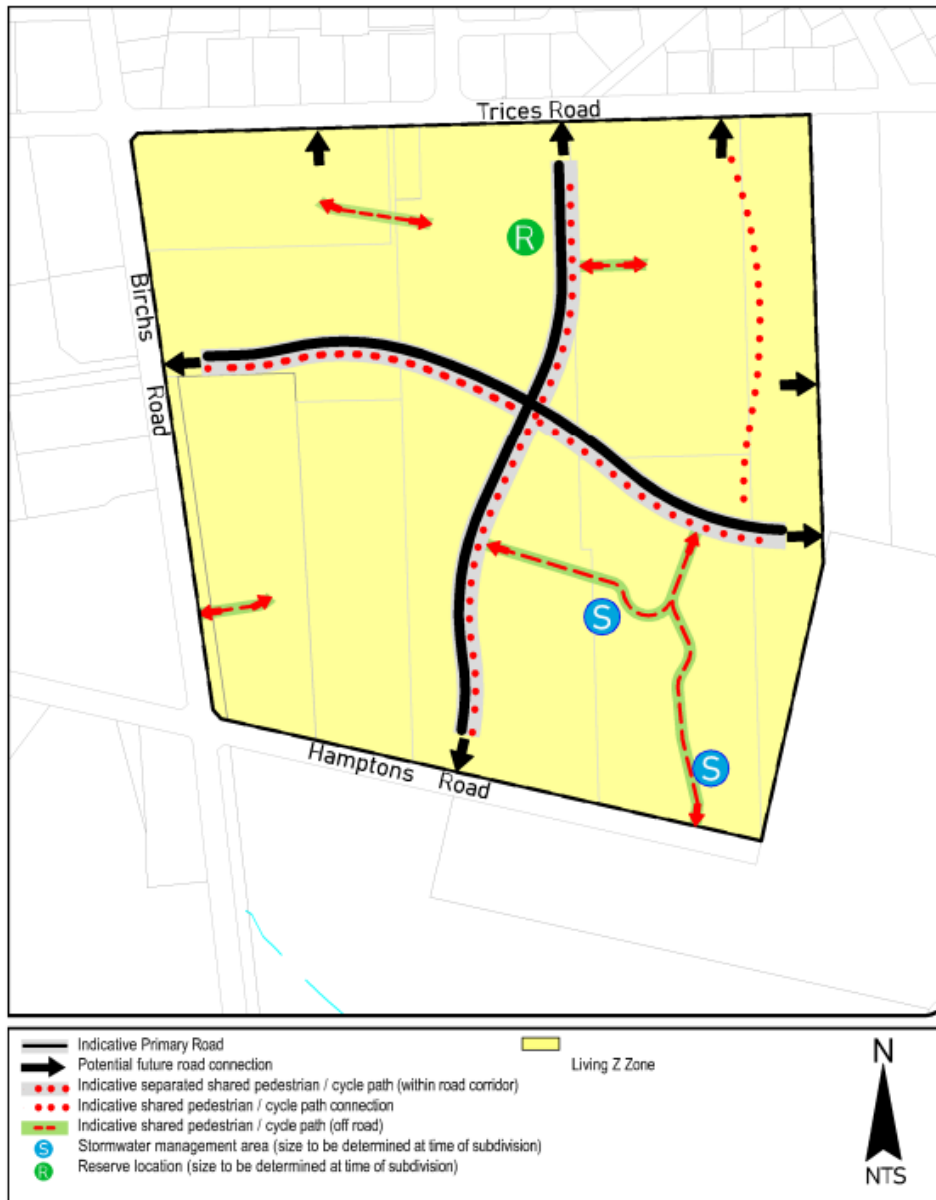 Trices Road
R
Birchs Road
S
S
Hamptons Road
Indicative Primary Road
Potential future road connection
Living Z Zone
Indicative separated shared pedestrian / cycle path (within road corridor)
Indicative shared pedestrian / cycle path connection
Indicative shared pedestrian / cycle path (off road)
S Stormwater management area (size to be determined at time of subdivision)
R Reserve location (size to be determined at time of subdivision)
N
NTS